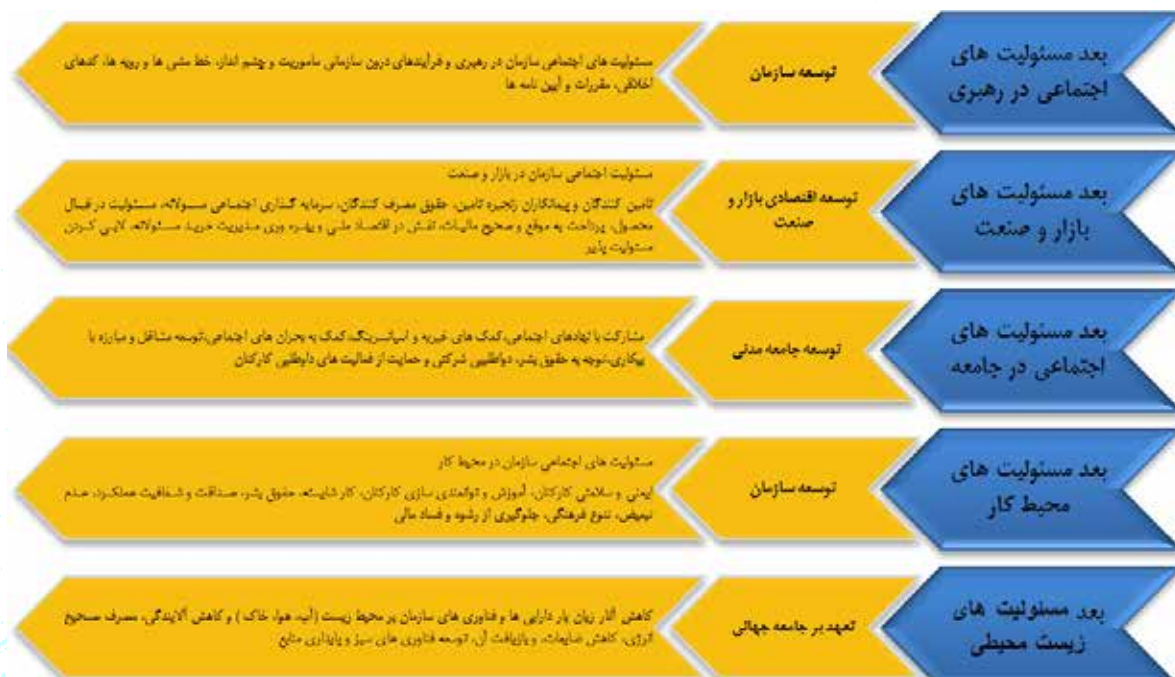 بعد مسئولیت های
اجتماعی در رهبری
توسعه سازمان
مسئولیت های اجتماعی سازمان در رهبری و فرآیندهای درون سازمانی ماموریت و چشم انداز، خط مشی ها و رویه ها، کدهای
اخلاقی، مقررات و آیین نامه ها
بعد مسئولیت های
بازار و صنعت
توسعه اقتصادی بازار و
صنعت
مسئولیت اجتماعی سازمان در بازار و صنعت
تامین کنندگان و پیمانکاران زنجیره تامین، حقوق مصرف کنندگان، سرمایه گذاری اجتماعی مسولانه، مسئولیت در قبال
محصول، پرداخت به موقع و صحیح مالیات، نقش در اقتصاد ملی و بهره وری مدیریت خرید مسئولانه، لابی کردن
مسئولیت پذیر
بعد مسئولیت های
اجتماعی در جامعه
توسعه جامعه مدنی
مشارکت با نهادهای اجتماعی، کمک های خیریه و اسپانسرینگ، کمک به بحران های اجتماعی، توسعه مشاغل و مبارزه با
بیکاری، توجه به حقوق بشر، دواطلبی شرکتی و حمایت از فعالیت های داوطلبی کارکنان
بعد مسئولیت های
محیط کار
توسعه سازمان
مسئولیت های اجتماعی سازمان در محیط کار
ایمنی و سلامتی کارکنان، آموزش و توانمندی سازی کارکنان، کار شایسته، حقوق بشر، صداقت و شفافیت عملکرد، عدم
تبعیض، تنوع فرهنگی، جلوگیری از رشوه و فساد مالی
بعد مسئولیت های
زیست محیطی
تعهد بر جامعه جهانی
کاهش آثار زیان بار دارایی ها و فناوری های سازمان بر محیط زیست (آب، هوا، خاک ) و کاهش آلایندگی، مصرف صحیح
انرژی، کاهش ضایعات، و بازیافت آن، توسعه فناوری های سبز و پایداری منابع